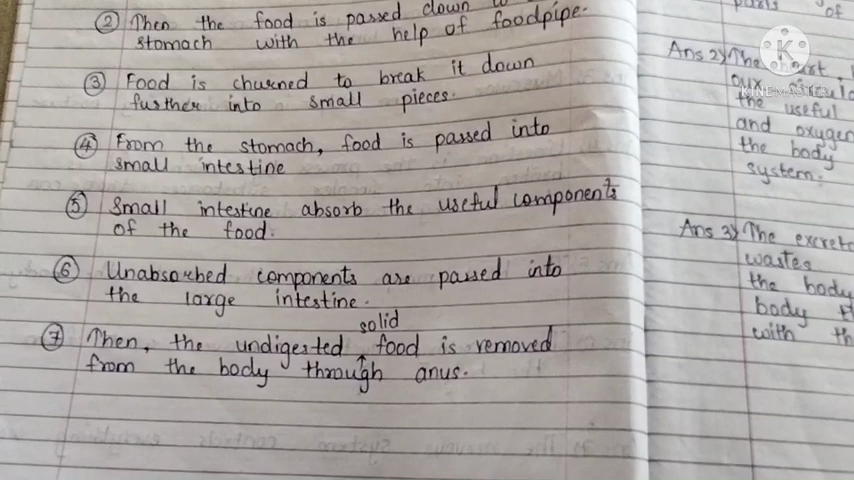 ② Then the food is passed down
stomach with the help of foodpipe.
③ Food is churned to break it down
further into small pieces.
④ From the stomach, food is passed into
small intestine
⑤ Small intestine absorb the useful components
of the food.
⑥ Unabsorbed components are passed into
the large intestine.
solid
⑦ Then, the undigested food is removed
from the body through anus.
parts of
Ans 2) The
our
the useful
and oxygen
the body
system.
Ans 3) The
wastes
the body
body
with
K
KINEMASTER